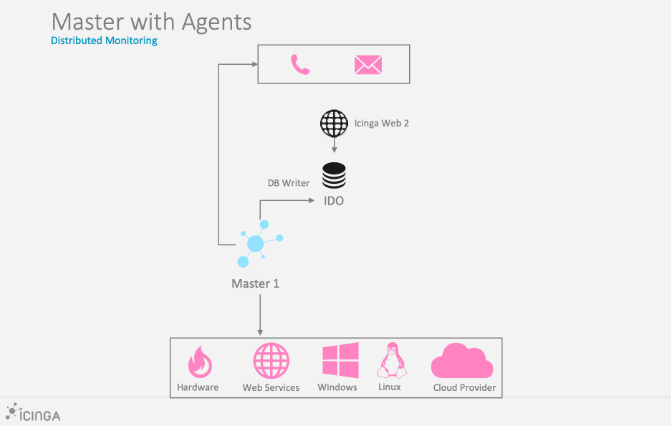 Master with Agents
Distributed Monitoring
Icinga Web 2
DB Writer
IDO
Master 1
Hardware
Web Services
Windows
Linux
Cloud Provider
ICINGA